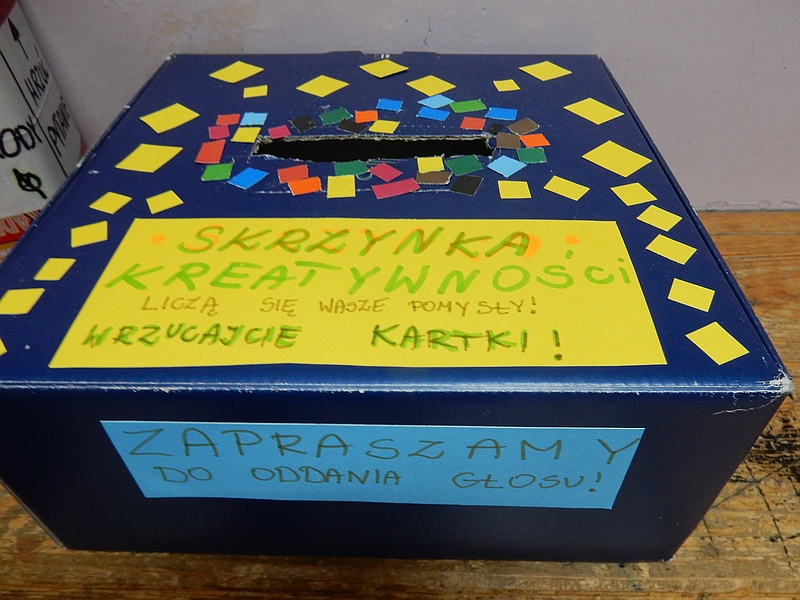 SKRZYNKA
KREATYWNOŚCi
LICZĄ SIĘ WASZE POMYSŁY!
WRZUCAJCIE KARTKI!
ZAPRASZAMY
DO ODDANIA GŁOSU!